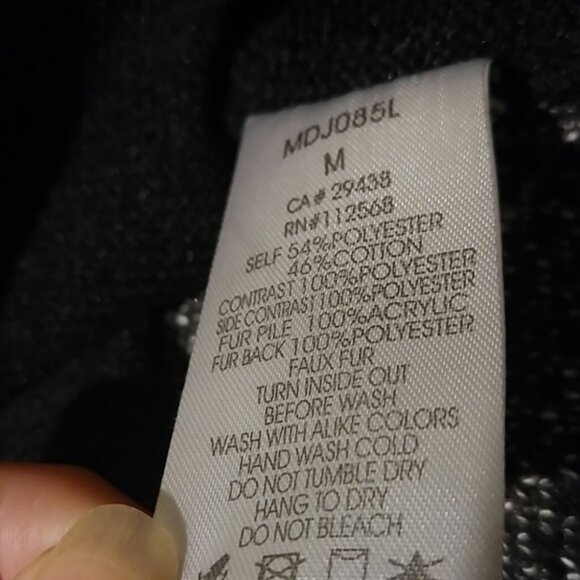 MDJ085L
M
CA# 29438
RN#112568
SELF 54%POLYESTER
46%COTTON
CONTRAST 100%POLYESTER
SIDE CONTRAST100%POLYESTER
FUR PILE 100%ACRYLIC
FUR BACK 100%POLYESTER
FAUX FUR
TURN INSIDE OUT
BEFORE WASH
WASH WITH ALIKE COLORS
HAND WASH COLD
DO NOT TUMBLE DRY
HANG TO DRY
DO NOT BLEACH